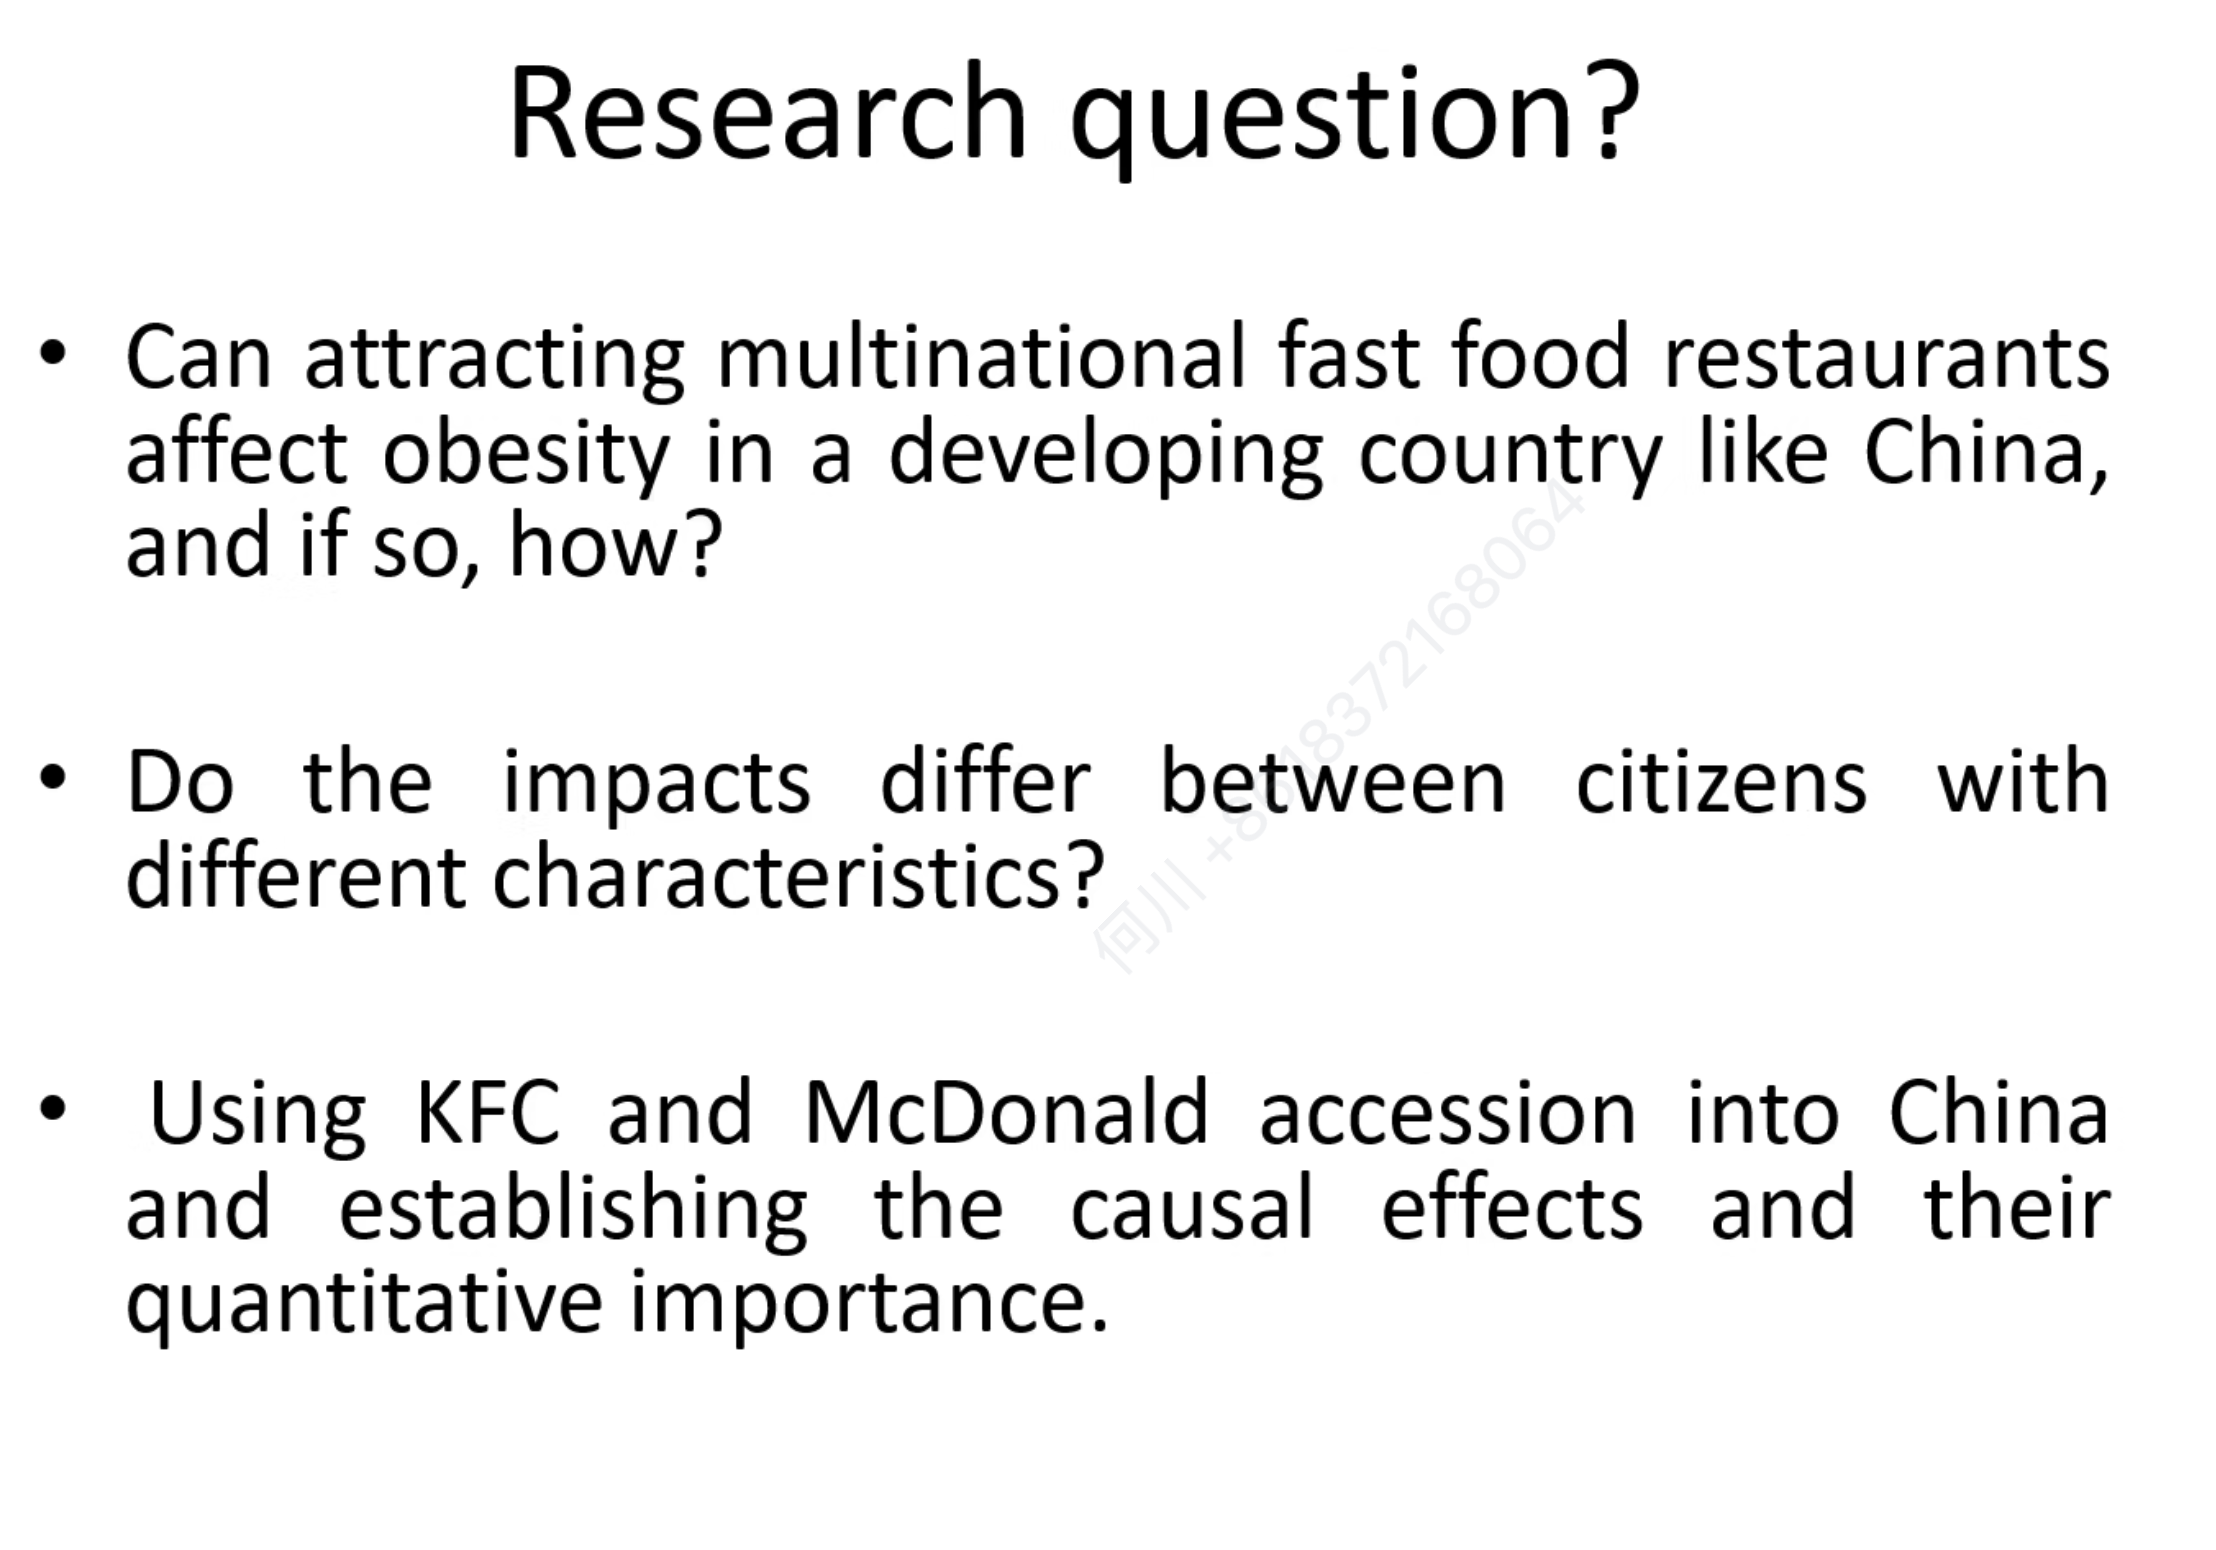 Research question?
• Can attracting multinational fast food restaurants
affect obesity in a developing country like China,
and if so, how?
• Do the impacts differ between citizens with
different characteristics?
• Using KFC and McDonald accession into China
and establishing the causal effects and their
quantitative importance.
何川 +8618372168064